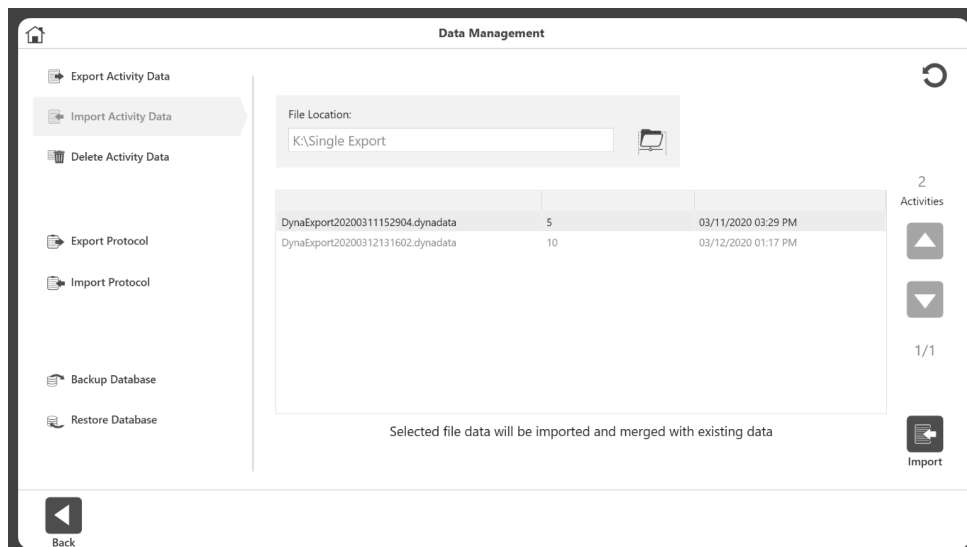 Data Management
Export Activity Data
Import Activity Data
Delete Activity Data
Export Protocol
Import Protocol
Backup Database
Restore Database
File Location:
K:\Single Export
DynaExport20200311152904.dynadata 5 03/11/2020 03:29 PM
DynaExport20200312131602.dynadata 10 03/12/2020 01:17 PM
Selected file data will be imported and merged with existing data
2
Activities
1/1
Import
Back